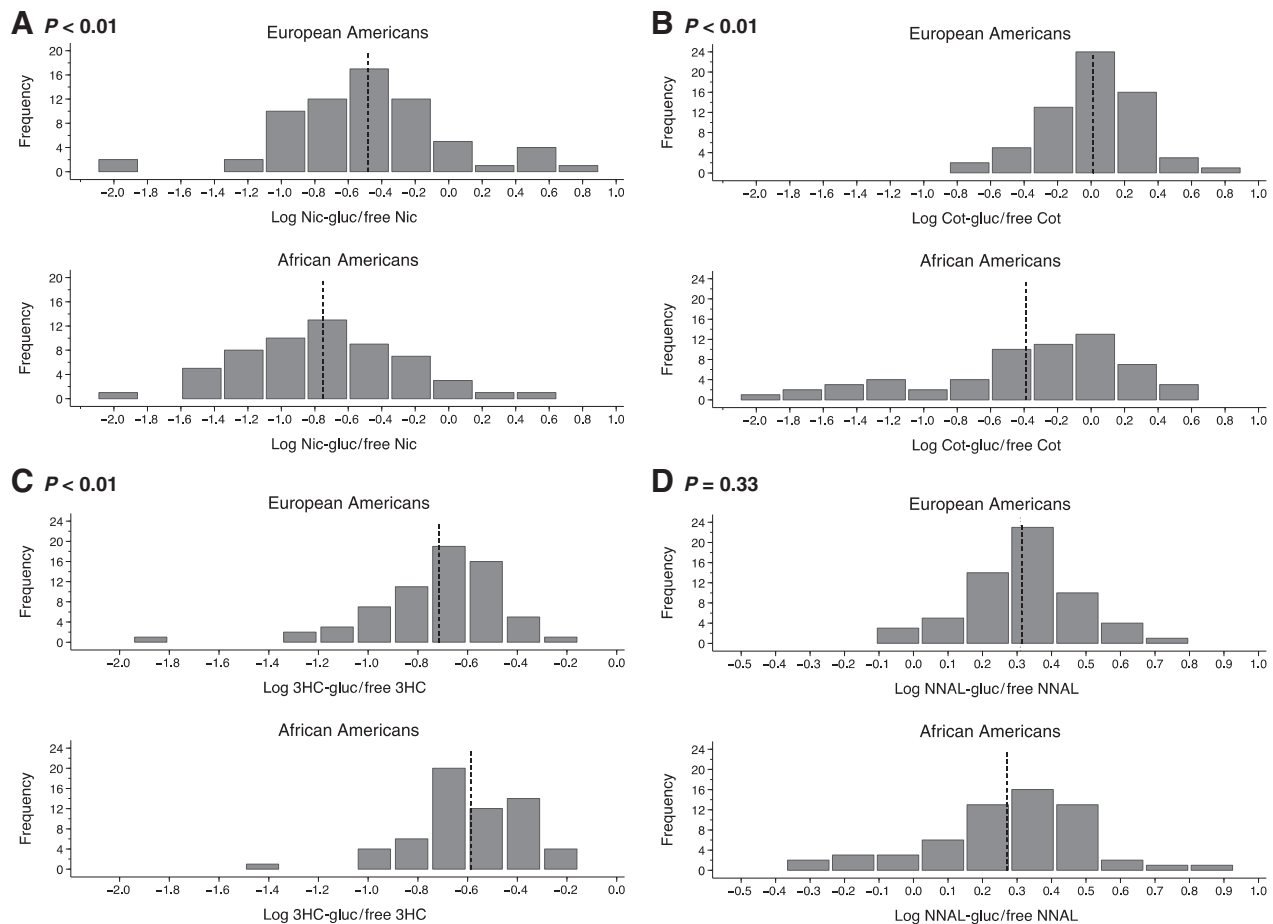 A P < 0.01
European Americans
Frequency
20
16
12
8
4
0
−2.0 −1.8 −1.6 −1.4 −1.2 −1.0 −0.8 −0.6 −0.4 −0.2 0.0 0.2 0.4 0.6 0.8 1.0
Log Nic-gluc/free Nic
African Americans
Frequency
20
16
12
8
4
0
−2.0 −1.8 −1.6 −1.4 −1.2 −1.0 −0.8 −0.6 −0.4 −0.2 0.0 0.2 0.4 0.6 0.8 1.0
Log Nic-gluc/free Nic
B P < 0.01
European Americans
Frequency
24
20
16
12
8
4
0
−2.0 −1.8 −1.6 −1.4 −1.2 −1.0 −0.8 −0.6 −0.4 −0.2 0.0 0.2 0.4 0.6 0.8 1.0
Log Cot-gluc/free Cot
African Americans
Frequency
24
20
16
12
8
4
0
−2.0 −1.8 −1.6 −1.4 −1.2 −1.0 −0.8 −0.6 −0.4 −0.2 0.0 0.2 0.4 0.6 0.8 1.0
Log Cot-gluc/free Cot
C P < 0.01
European Americans
Frequency
24
20
16
12
8
4
0
−2.0 −1.8 −1.6 −1.4 −1.2 −1.0 −0.8 −0.6 −0.4 −0.2 0.0
Log 3HC-gluc/free 3HC
African Americans
Frequency
24
20
16
12
8
4
0
−2.0 −1.8 −1.6 −1.4 −1.2 −1.0 −0.8 −0.6 −0.4 −0.2 0.0
Log 3HC-gluc/free 3HC
D P = 0.33
European Americans
Frequency
24
20
16
12
8
4
0
−0.5 −0.4 −0.3 −0.2 −0.1 0.0 0.1 0.2 0.3 0.4 0.5 0.6 0.7 0.8 0.9 1.0
Log NNAL-gluc/free NNAL
African Americans
Frequency
24
20
16
12
8
4
0
−0.5 −0.4 −0.3 −0.2 −0.1 0.0 0.1 0.2 0.3 0.4 0.5 0.6 0.7 0.8 0.9 1.0
Log NNAL-gluc/free NNAL